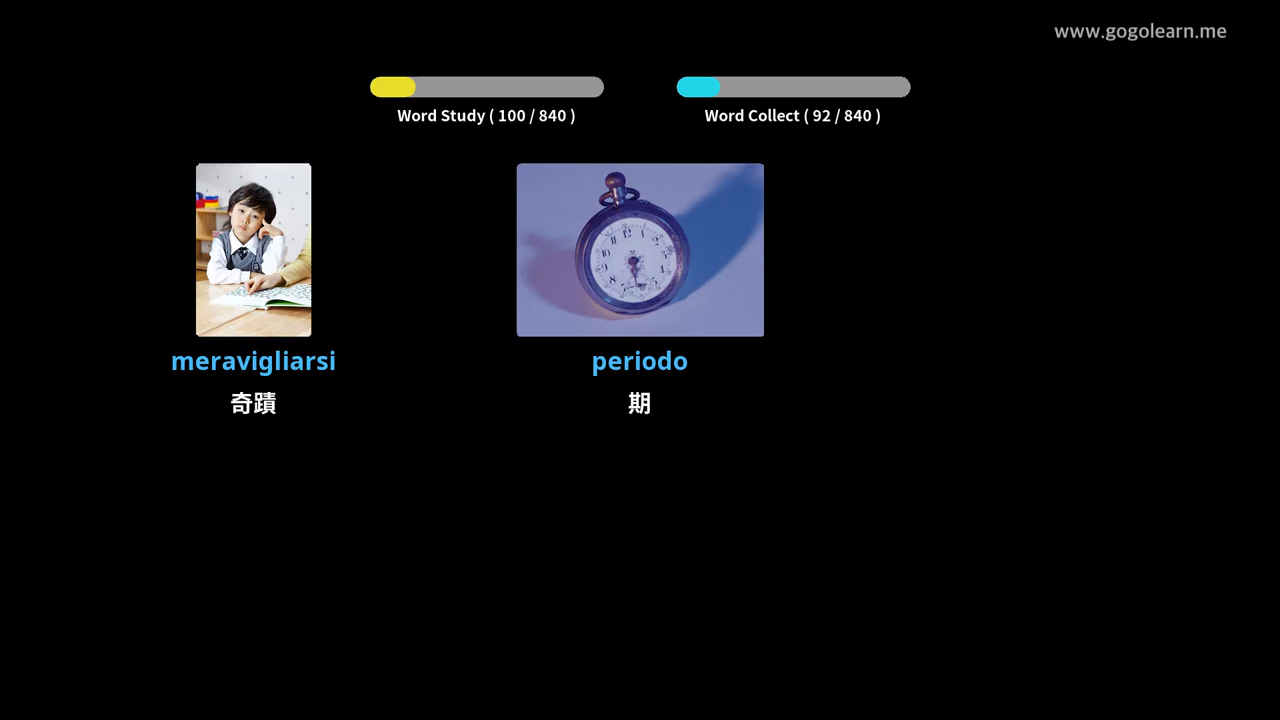 www.gogolearn.me
Word Study ( 100 / 840 )
Word Collect ( 92 / 840 )
meravigliarsi
奇蹟
periodo
期